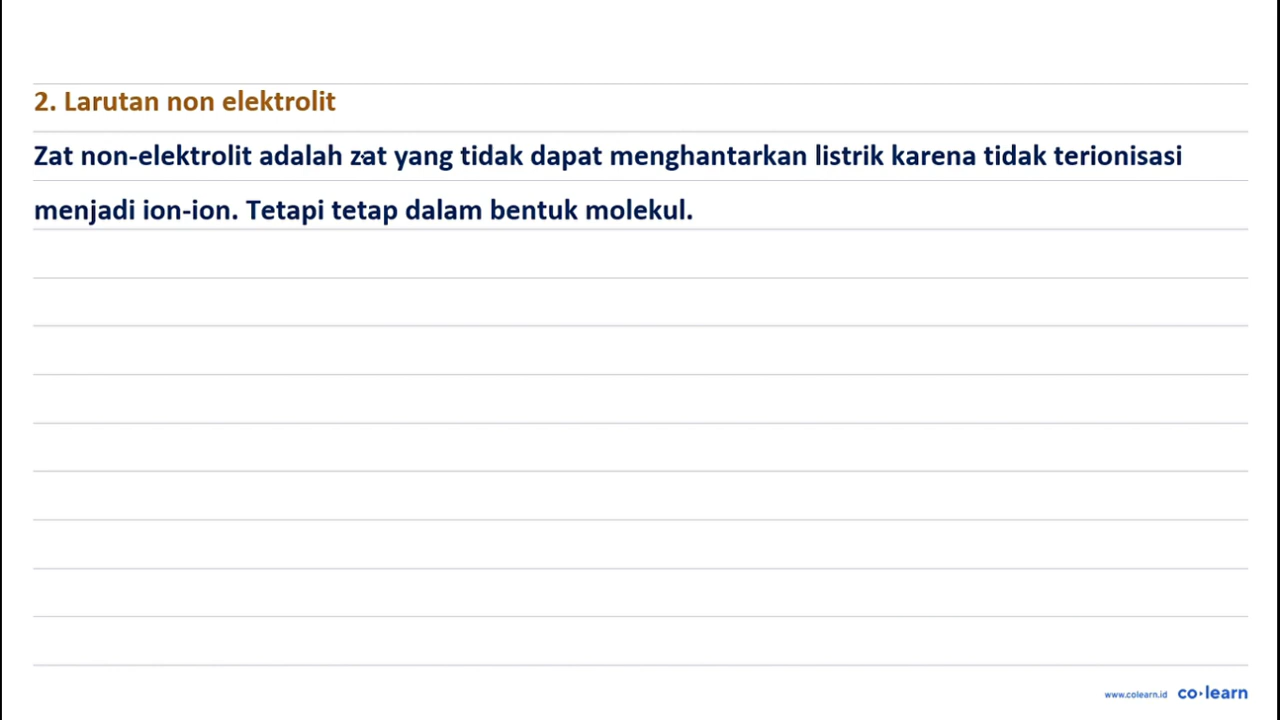 2. Larutan non elektrolit
Zat non-elektrolit adalah zat yang tidak dapat menghantarkan listrik karena tidak terionisasi
menjadi ion-ion. Tetapi tetap dalam bentuk molekul.
www.colearn.id co·learn